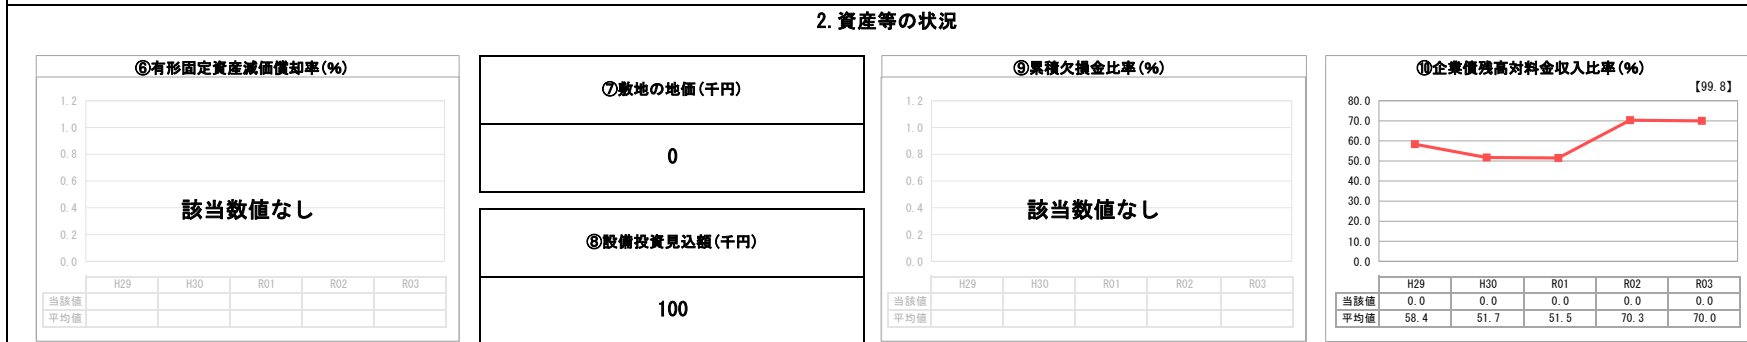 2.資産等の状況
⑥有形固定資産減価償却率(%)
1.2
1.0
0.8
0.6
0.4
0.2
0.0
該当数値なし
H29 H30 R01 R02 R03
当該値
平均値
⑦敷地の地価(千円)
0
⑧設備投資見込額(千円)
100
⑨累積欠損金比率(%)
1.2
1.0
0.8
0.6
0.4
0.2
0.0
該当数値なし
H29 H30 R01 R02 R03
当該値
平均値
⑩企業債残高対料金収入比率(%)
【99.8】
80.0
70.0
60.0
50.0
40.0
30.0
20.0
10.0
0.0
H29 H30 R01 R02 R03
当該値 0.0 0.0 0.0 0.0 0.0
平均値 58.4 51.7 51.5 70.3 70.0